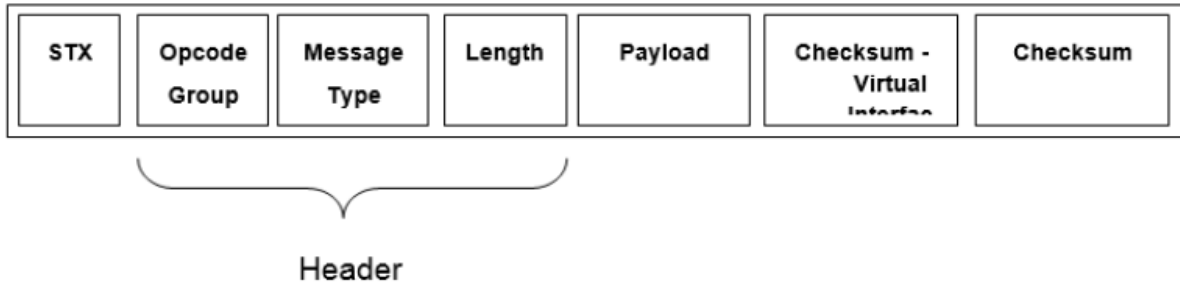 STX
Opcode
Group
Message
Type
Length
Payload
Checksum -
Virtual
Checksum
Header